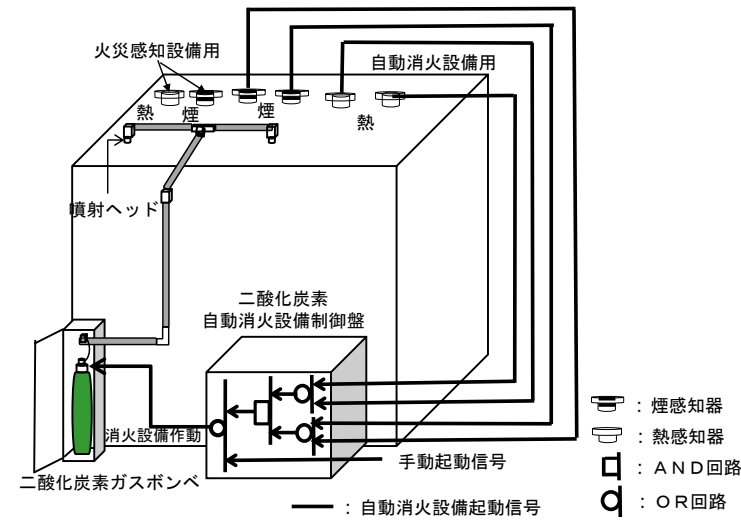 火災感知設備用
自動消火設備用
熱
煙
煙
熱
噴射ヘッド
二酸化炭素
自動消火設備制御盤
消火設備作動
手動起動信号
二酸化炭素ガスボンベ
：自動消火設備起動信号
：煙感知器
：熱感知器
：ＡＮＤ回路
：ＯＲ回路